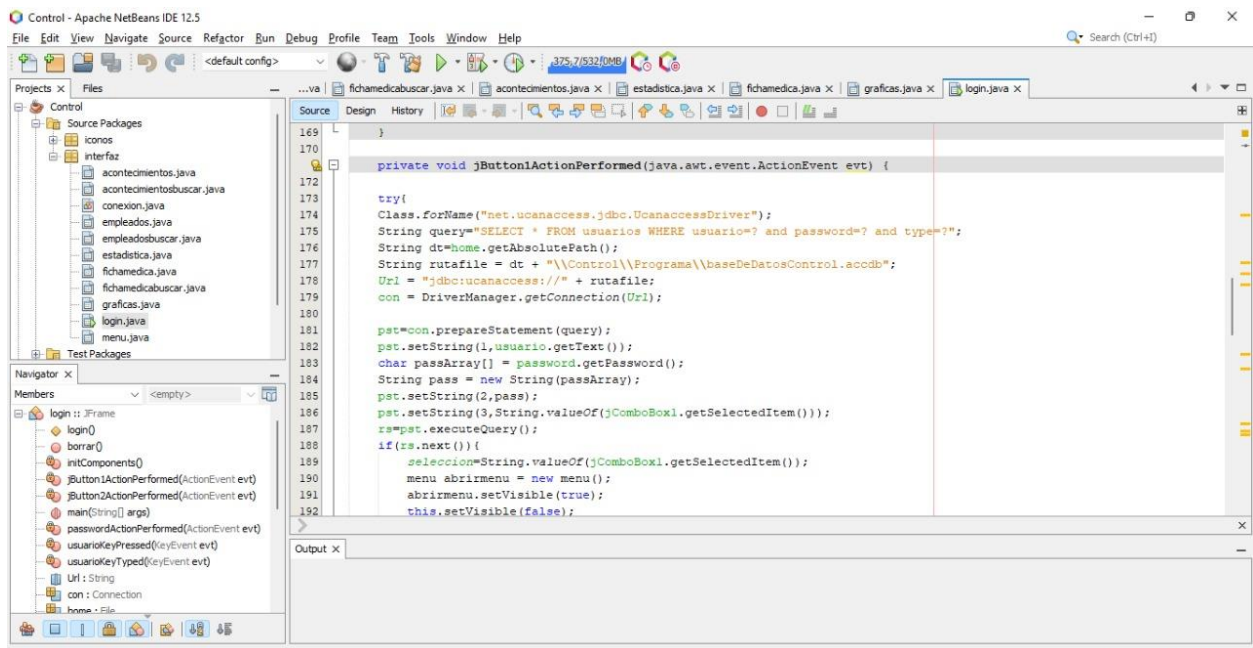 Control - Apache NetBeans IDE 12.5
File Edit View Navigate Source Refactor Run Debug Profile Team Tools Window Help
Search (Ctrl+I)
<default config>
375,7/532,0MB
Projects × Files
...va fichamedicabuscar.java × acontecimientos.java × estadistica.java × fichamedica.java × graficas.java × login.java ×
Control
Source Packages
iconos
interfaz
acontecimientos.java
acontecimientosbuscar.java
conexion.java
empleados.java
empleadosbuscar.java
estadistica.java
fichamedica.java
fichamedicabuscar.java
graficas.java
login.java
menu.java
Test Packages
Navigator ×
Members <empty>
login :: JFrame
login()
borrar()
initComponents()
jButton1ActionPerformed(ActionEvent evt)
jButton2ActionPerformed(ActionEvent evt)
main(String[] args)
passwordActionPerformed(ActionEvent evt)
usuarioKeyPressed(KeyEvent evt)
usuarioKeyTyped(KeyEvent evt)
Url : String
con : Connection
home : File
Source Design History
169 }
170
private void jButton1ActionPerformed(java.awt.event.ActionEvent evt) {
172
173 try{
174 Class.forName("net.ucanaccess.jdbc.UcanaccessDriver");
175 String query="SELECT * FROM usuarios WHERE usuario=? and password=? and type=?";
176 String dt=home.getAbsolutePath();
177 String rutafile = dt + "\\Control\\Programa\\baseDeDatosControl.accdb";
178 Url = "jdbc:ucanaccess://" + rutafile;
179 con = DriverManager.getConnection(Url);
180
181 pst=con.prepareStatement(query);
182 pst.setString(1,usuario.getText());
183 char passArray[] = password.getPassword();
184 String pass = new String(passArray);
185 pst.setString(2,pass);
186 pst.setString(3,String.valueOf(jComboBox1.getSelectedItem()));
187 rs=pst.executeQuery();
188 if(rs.next()){
189 seleccion=String.valueOf(jComboBox1.getSelectedItem());
190 menu abrirmenu = new menu();
191 abrirmenu.setVisible(true);
192 this.setVisible(false);
Output ×